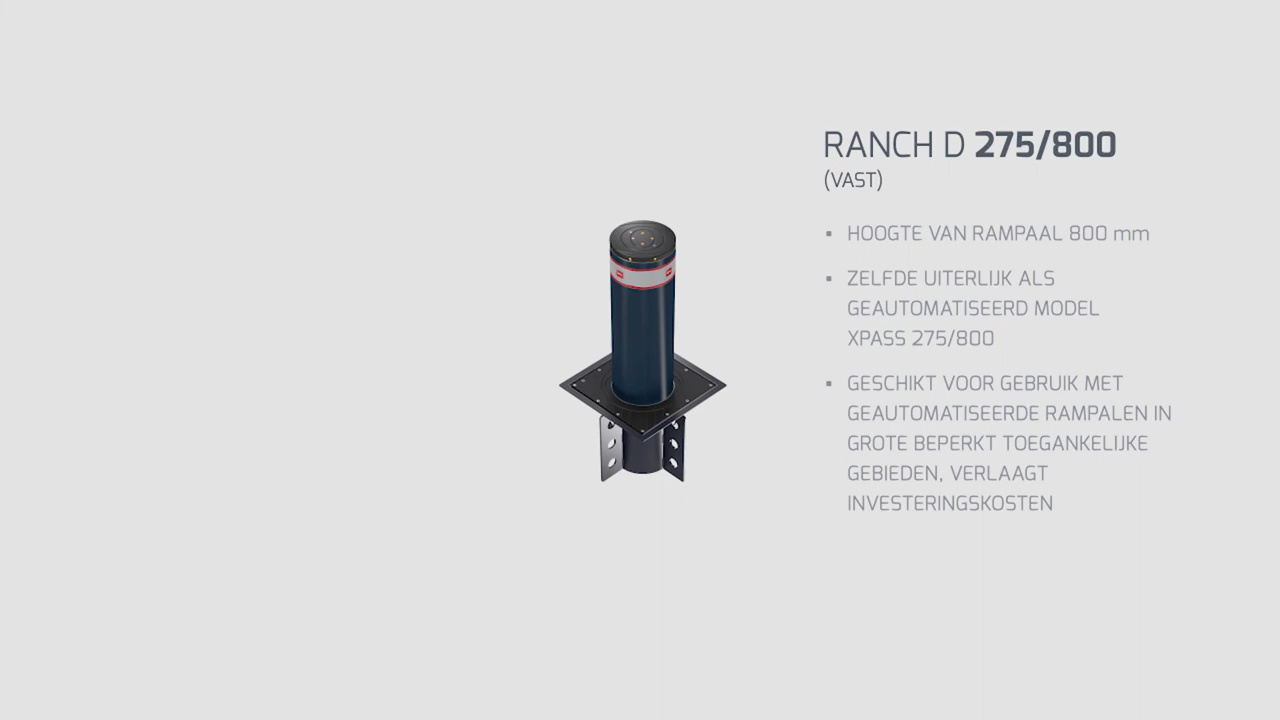 RANCH D 275/800
(VAST)
▪ HOOGTE VAN RAMPAAL 800 mm
▪ ZELFDE UITERLIJK ALS
GEAUTOMATISEERD MODEL
XPASS 275/800
▪ GESCHIKT VOOR GEBRUIK MET
GEAUTOMATISEERDE RAMPALEN IN
GROTE BEPERKT TOEGANKELIJKE
GEBIEDEN, VERLAAGT
INVESTERINGSKOSTEN